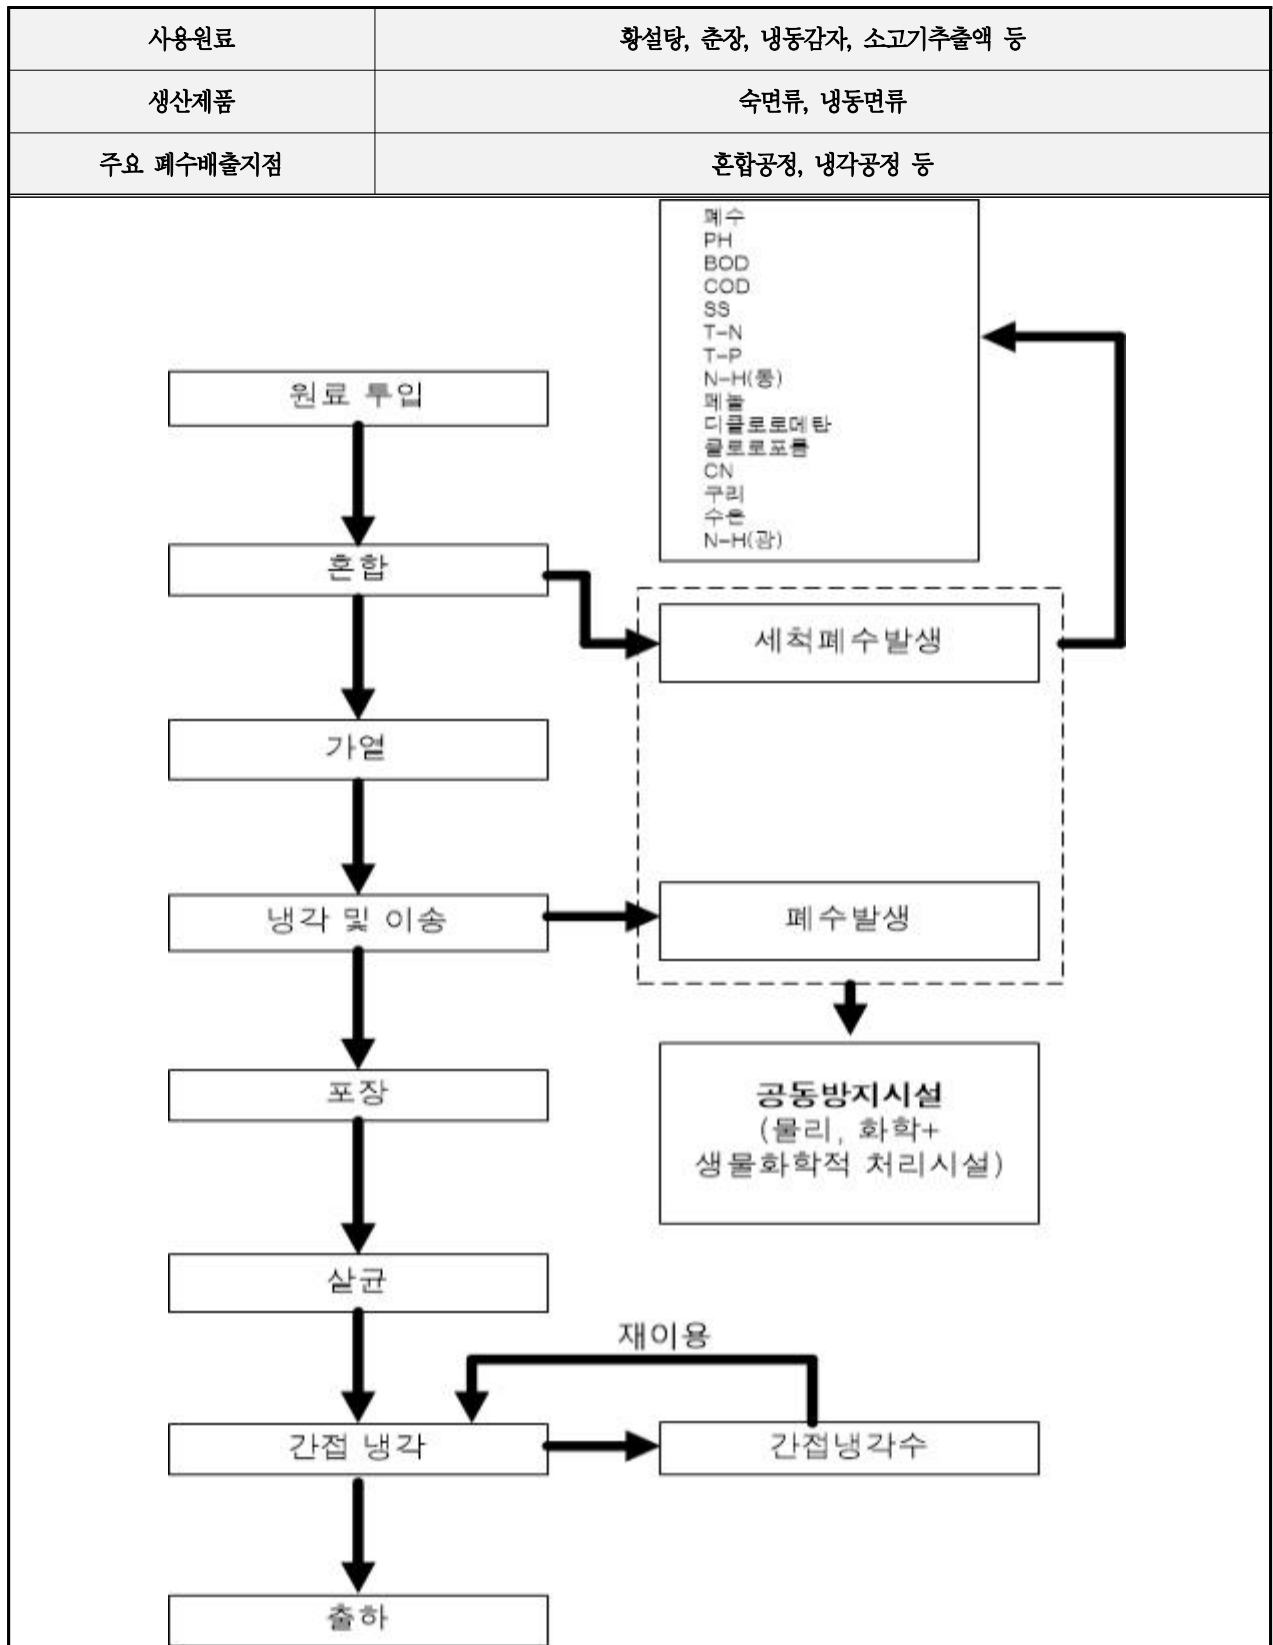 사용원료
황설탕, 춘장, 냉동감자, 소고기추출액 등
생산제품
숙면류, 냉동면류
주요 폐수배출지점
혼합공정, 냉각공정 등
폐수
PH
BOD
COD
SS
T-N
T-P
N-H(동)
페놀
디클로로메탄
클로로포름
CN
구리
수은
N-H(광)
원료 투입
혼합
세척폐수발생
가열
냉각 및 이송
폐수발생
포장
공동방지시설
(물리, 화학+
생물화학적 처리시설)
살균
재이용
간접 냉각
간접냉각수
출하